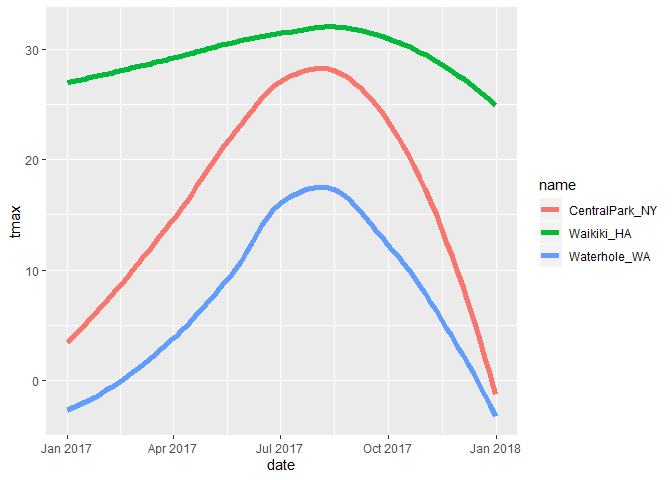 30
20
10
0
tmax
Jan 2017 Apr 2017 Jul 2017 Oct 2017 Jan 2018
date
name
CentralPark_NY
Waikiki_HA
Waterhole_WA